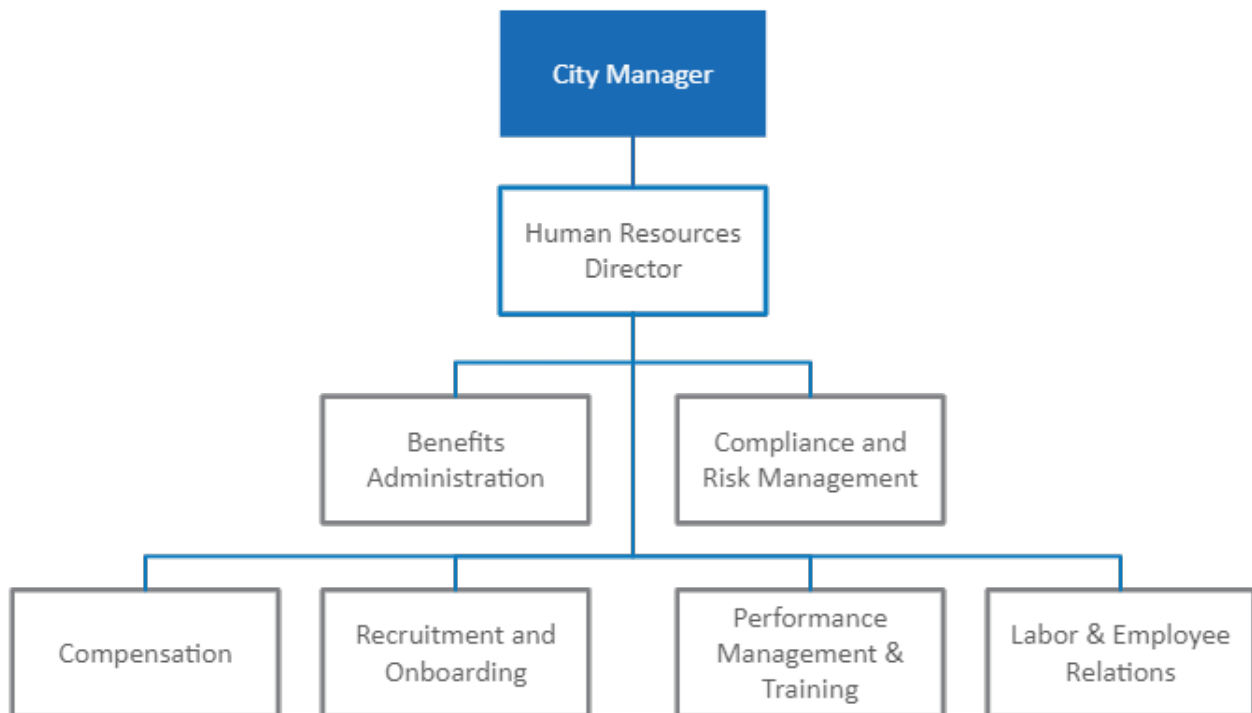 City Manager
Human Resources
Director
Benefits
Administration
Compliance and
Risk Management
Compensation
Recruitment and
Onboarding
Performance
Management &
Training
Labor & Employee
Relations